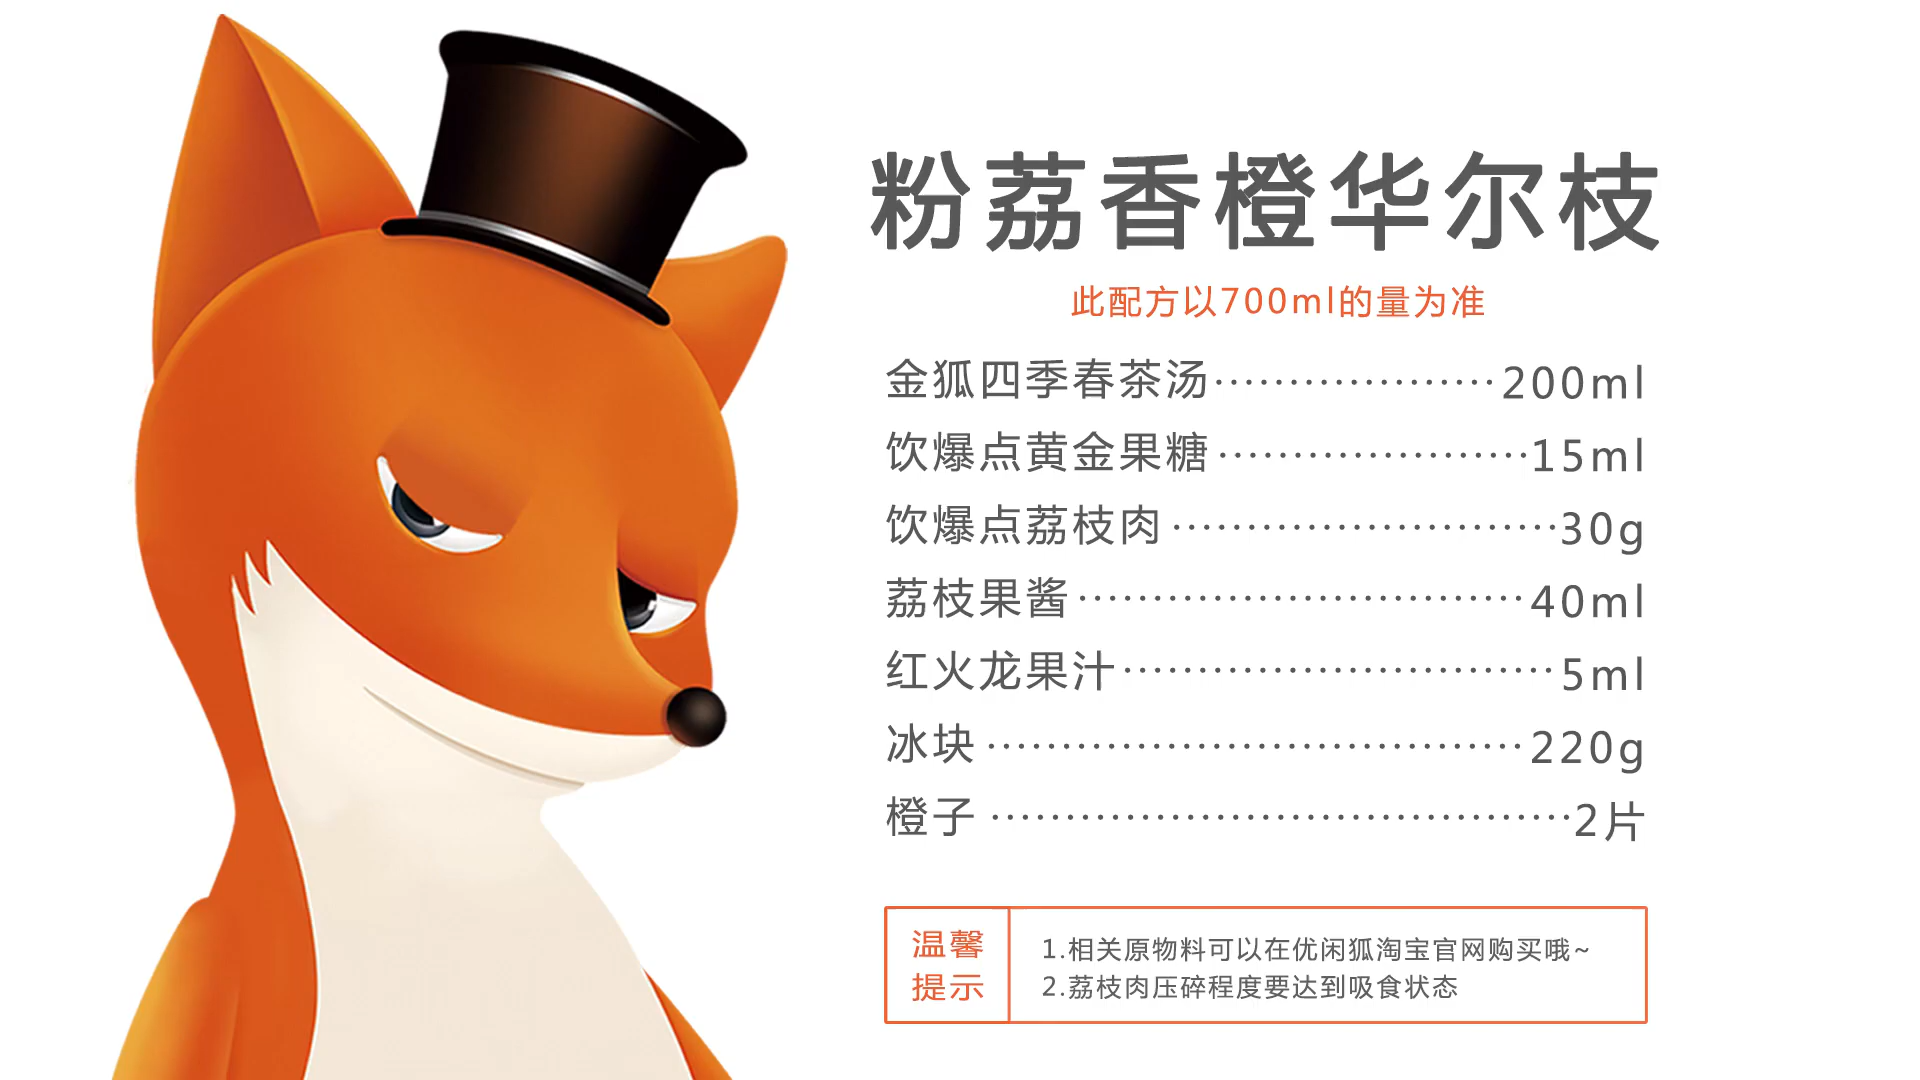 粉荔香橙华尔枝
此配方以700ml的量为准
金狐四季春茶汤···················200ml
饮爆点黄金果糖·····················15ml
饮爆点荔枝肉··························30g
荔枝果酱······························40ml
红火龙果汁·····························5ml
冰块····································220g
橙子·······································2片
温馨
提示
1.相关原物料可以在优闲狐淘宝官网购买哦~
2.荔枝肉压碎程度要达到吸食状态